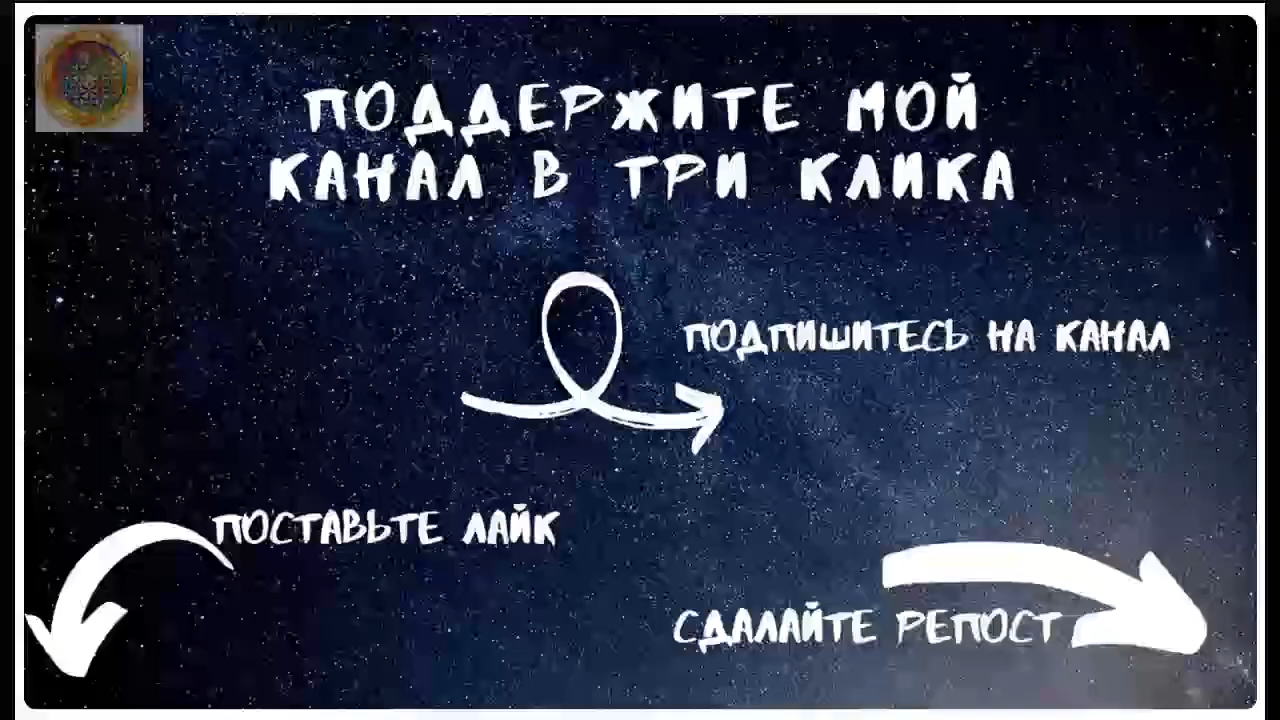 ПОДДЕРЖИТЕ МОЙ
КАНАЛ В ТРИ КЛИКА
ПОДПИШИТЕСЬ НА КАНАЛ
ПОСТАВЬТЕ ЛАЙК
СДАЛАЙТЕ РЕПОСТ